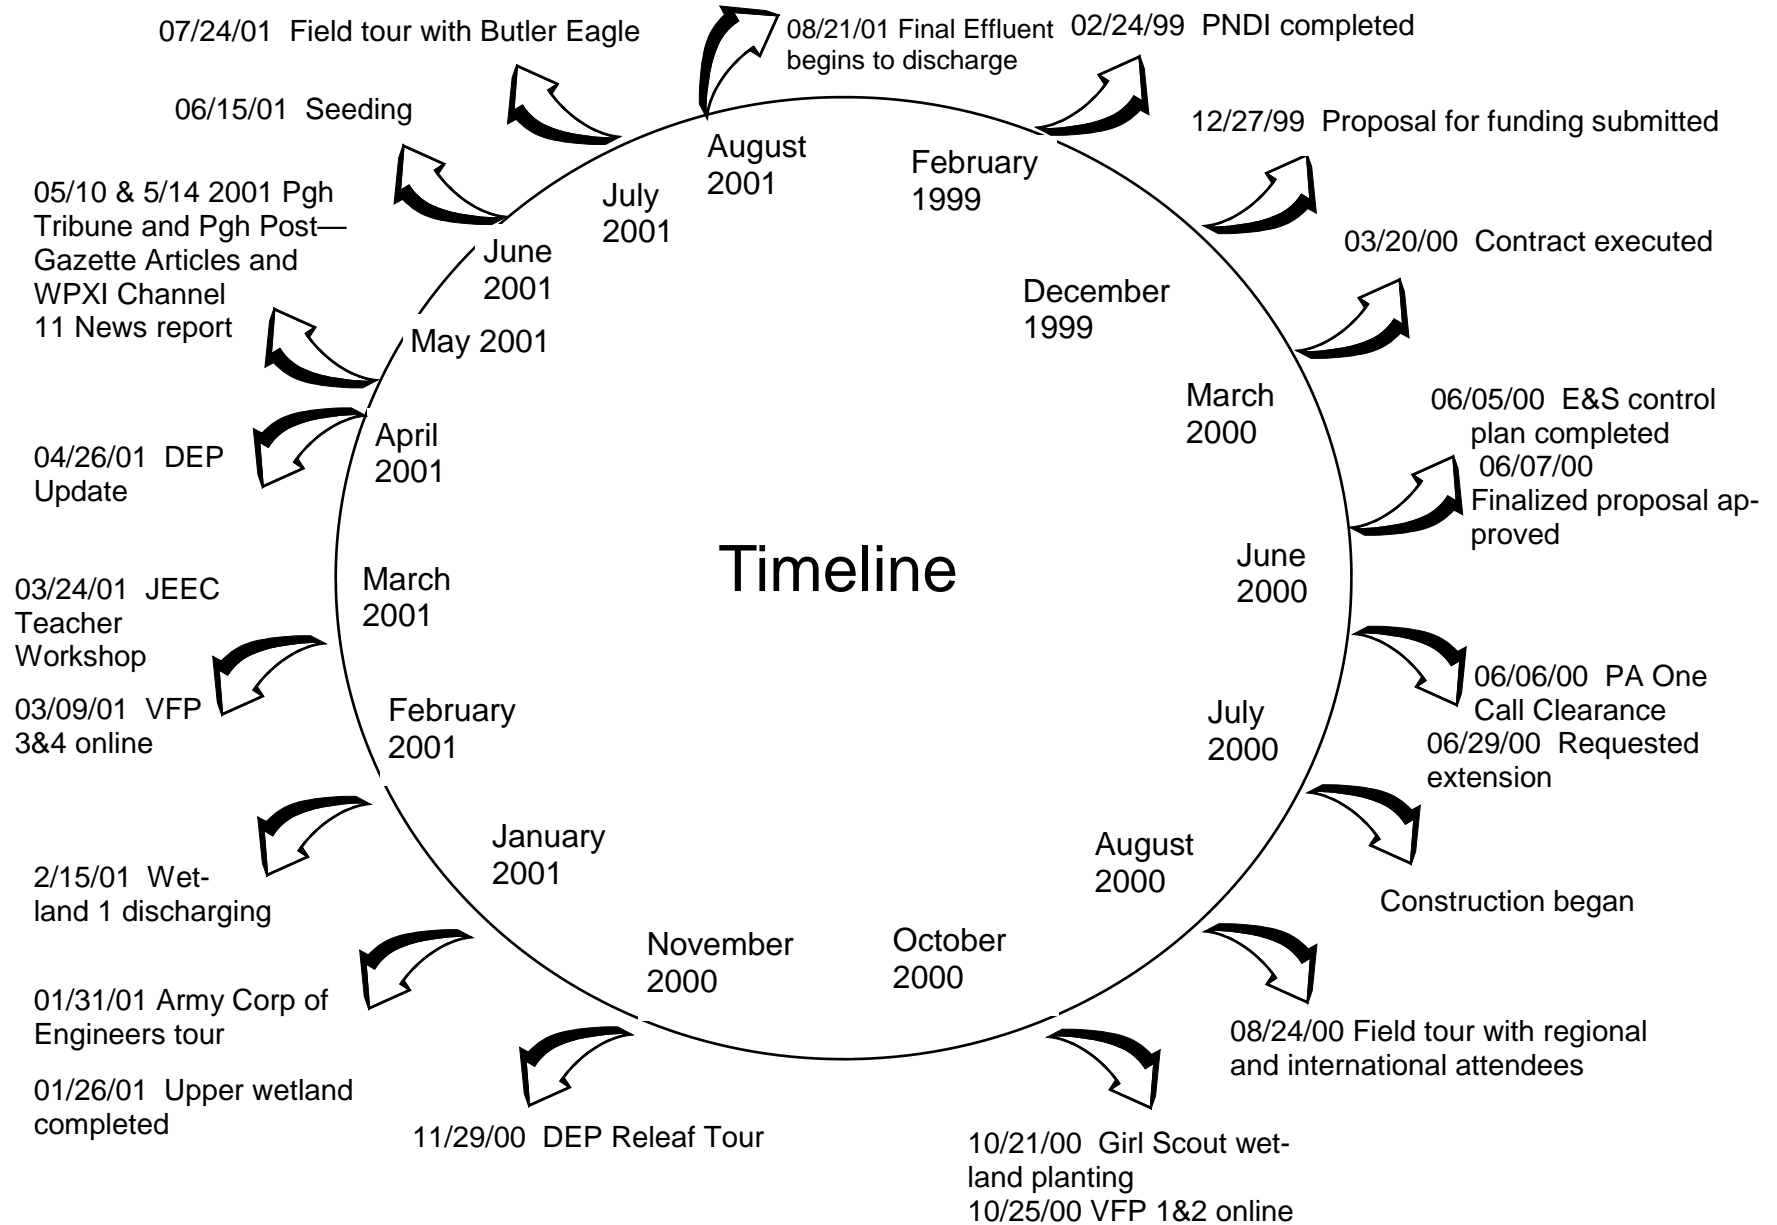 Timeline
February
1999
02/24/99  PNDI completed
December
1999
12/27/99  Proposal for funding submitted
March
2000
03/20/00  Contract executed
June
2000
06/05/00  E&S control
plan completed
06/07/00
Finalized proposal ap-
proved
July
2000
06/06/00  PA One
Call Clearance
06/29/00  Requested
extension
August
2000
Construction began
08/24/00 Field tour with regional
and international attendees
October
2000
10/21/00  Girl Scout wet-
land planting
10/25/00 VFP 1&2 online
November
2000
11/29/00  DEP Releaf Tour
January
2001
01/31/01 Army Corp of
Engineers tour
01/26/01  Upper wetland
completed
February
2001
2/15/01  Wet-
land 1 discharging
March
2001
03/24/01  JEEC
Teacher
Workshop
03/09/01  VFP
3&4 online
April
2001
04/26/01  DEP
Update
May 2001
05/10 & 5/14 2001 Pgh
Tribune and Pgh Post—
Gazette Articles and
WPXI Channel
11 News report
June
2001
06/15/01  Seeding
July
2001
07/24/01  Field tour with Butler Eagle
August
2001
08/21/01 Final Effluent
begins to discharge